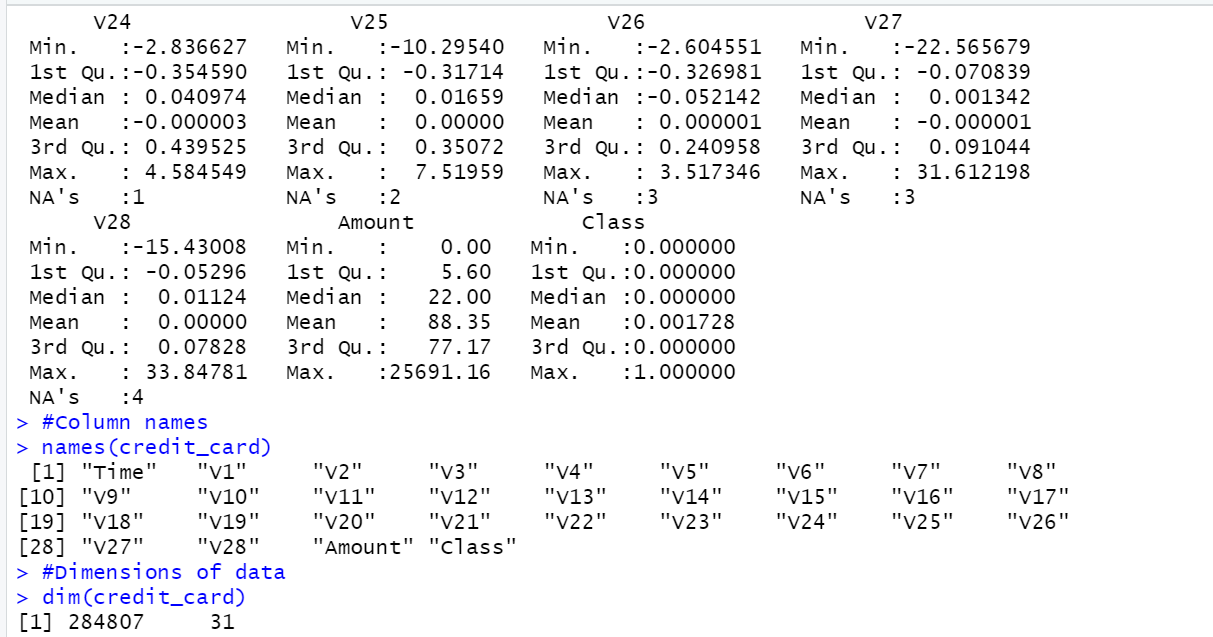 V24                 V25                 V26                 V27
 Min.   :-2.836627   Min.   :-10.29540   Min.   :-2.604551   Min.   :-22.565679
 1st Qu.:-0.354590   1st Qu.: -0.31714   1st Qu.:-0.326981   1st Qu.: -0.070839
 Median : 0.040974   Median :  0.01659   Median :-0.052142   Median :  0.001342
 Mean   :-0.000003   Mean   :  0.00000   Mean   : 0.000001   Mean   : -0.000001
 3rd Qu.: 0.439525   3rd Qu.:  0.35072   3rd Qu.: 0.240958   3rd Qu.:  0.091044
 Max.   : 4.584549   Max.   :  7.51959   Max.   : 3.517346   Max.   : 31.612198
 NA's   :1           NA's   :2           NA's   :3           NA's   :3
      V28                Amount             Class
 Min.   :-15.43008   Min.   :    0.00   Min.   :0.000000
 1st Qu.: -0.05296   1st Qu.:    5.60   1st Qu.:0.000000
 Median :  0.01124   Median :   22.00   Median :0.000000
 Mean   :  0.00000   Mean   :   88.35   Mean   :0.001728
 3rd Qu.:  0.07828   3rd Qu.:   77.17   3rd Qu.:0.000000
 Max.   : 33.84781   Max.   :25691.16   Max.   :1.000000
 NA's   :4
> #Column names
> names(credit_card)
 [1] "Time"   "V1"     "V2"     "V3"     "V4"     "V5"     "V6"     "V7"     "V8"
[10] "V9"     "V10"    "V11"    "V12"    "V13"    "V14"    "V15"    "V16"    "V17"
[19] "V18"    "V19"    "V20"    "V21"    "V22"    "V23"    "V24"    "V25"    "V26"
[28] "V27"    "V28"    "Amount" "Class"
> #Dimensions of data
> dim(credit_card)
[1] 284807     31